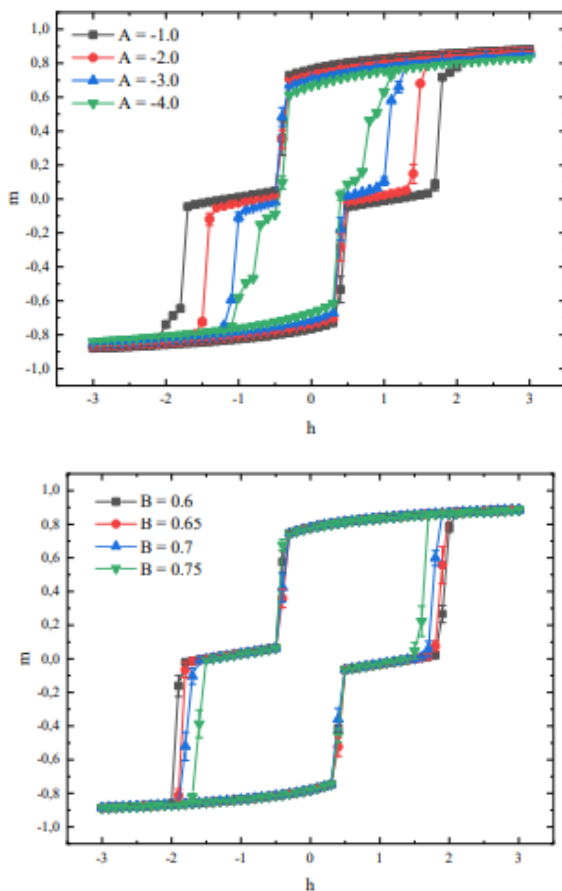 1,0
0,8
0,6
0,4
0,2
0,0
-0,2
-0,4
-0,6
-0,8
-1,0
m
A = -1.0
A = -2.0
A = -3.0
A = -4.0
-3 -2 -1 0 1 2 3
h
1,0
0,8
0,6
0,4
0,2
0,0
-0,2
-0,4
-0,6
-0,8
-1,0
m
B = 0.6
B = 0.65
B = 0.7
B = 0.75
-3 -2 -1 0 1 2 3
h